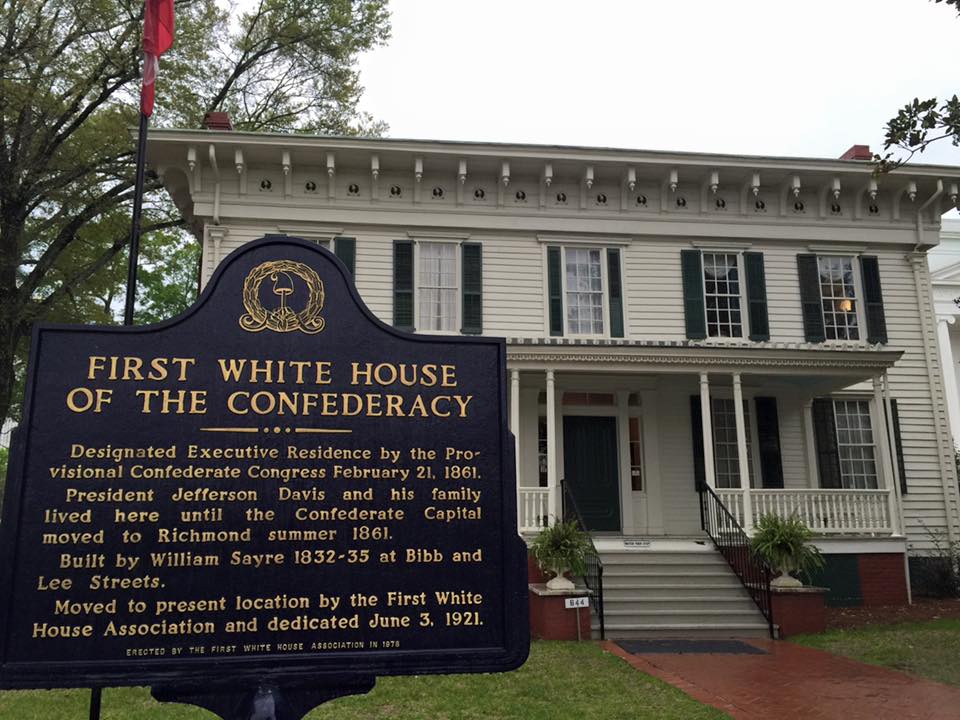 FIRST WHITE HOUSE
OF THE CONFEDERACY
Designated Executive Residence by the Pro-
visional Confederate Congress February 21, 1861.
President Jefferson Davis and his family
lived here until the Confederate Capital
moved to Richmond summer 1861.
Built by William Sayre 1832-35 at Bibb and
Lee Streets.
Moved to present location by the First White
House Association and dedicated June 3, 1921.
ERECTED BY THE FIRST WHITE HOUSE ASSOCIATION IN 1978
644